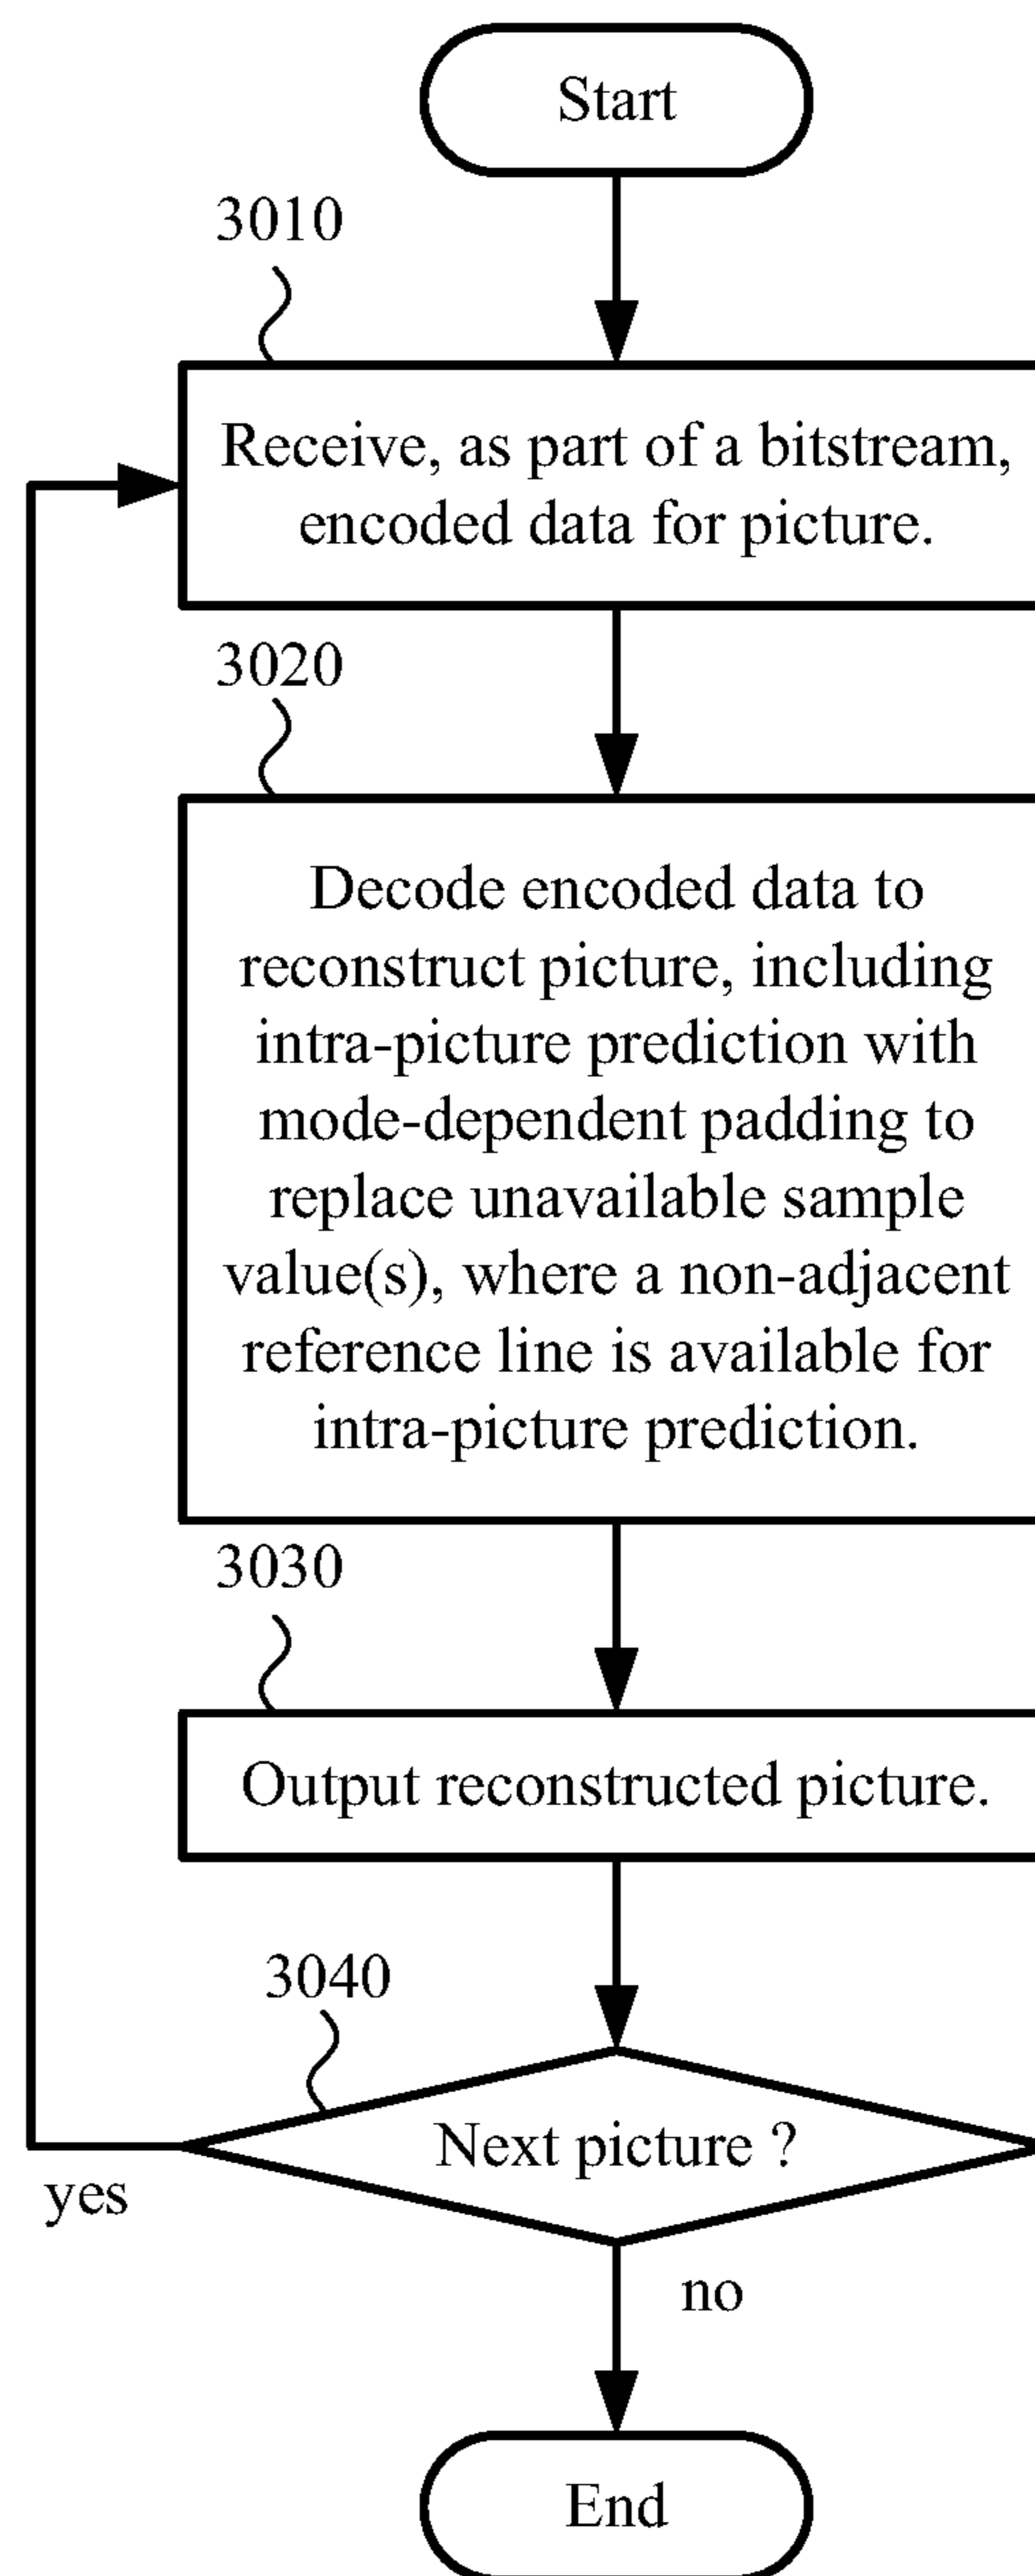 Start
3010
Receive, as part of a bitstream,
encoded data for picture.
3020
Decode encoded data to
reconstruct picture, including
intra-picture prediction with
mode-dependent padding to
replace unavailable sample
value(s), where a non-adjacent
reference line is available for
intra-picture prediction.
3030
Output reconstructed picture.
3040
Next picture ?
yes
no
End